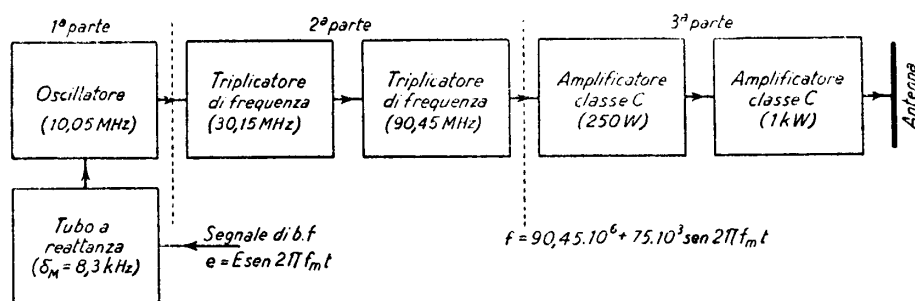 1ª parte
2ª parte
3ª parte
Oscillatore
(10,05 MHz)
Triplicatore
di frequenza
(30,15 MHz)
Triplicatore
di frequenza
(90,45 MHz)
Amplificatore
classe C
(250 W)
Amplificatore
classe C
(1 kW)
Antenna
Tubo a
reattanza
(δM = 8,3 kHz)
Segnale di b.f
e = E sen 2π fm t
f = 90,45.10⁶ + 75.10³ sen 2π fm t